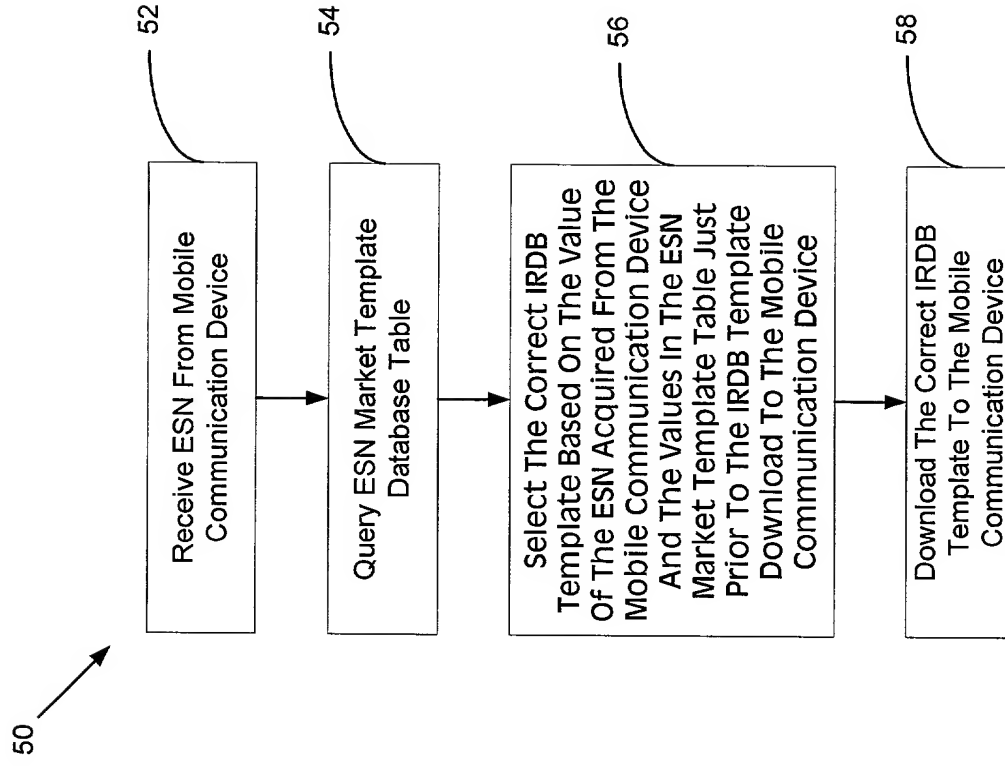 50
52
Receive ESN From Mobile
Communication Device
54
Query ESN Market Template
Database Table
56
Select The Correct IRDB
Template Based On The Value
Of The ESN Acquired From The
Mobile Communication Device
And The Values In The ESN
Market Template Table Just
Prior To The IRDB Template
Download To The Mobile
Communication Device
58
Download The Correct IRDB
Template To The Mobile
Communication Device